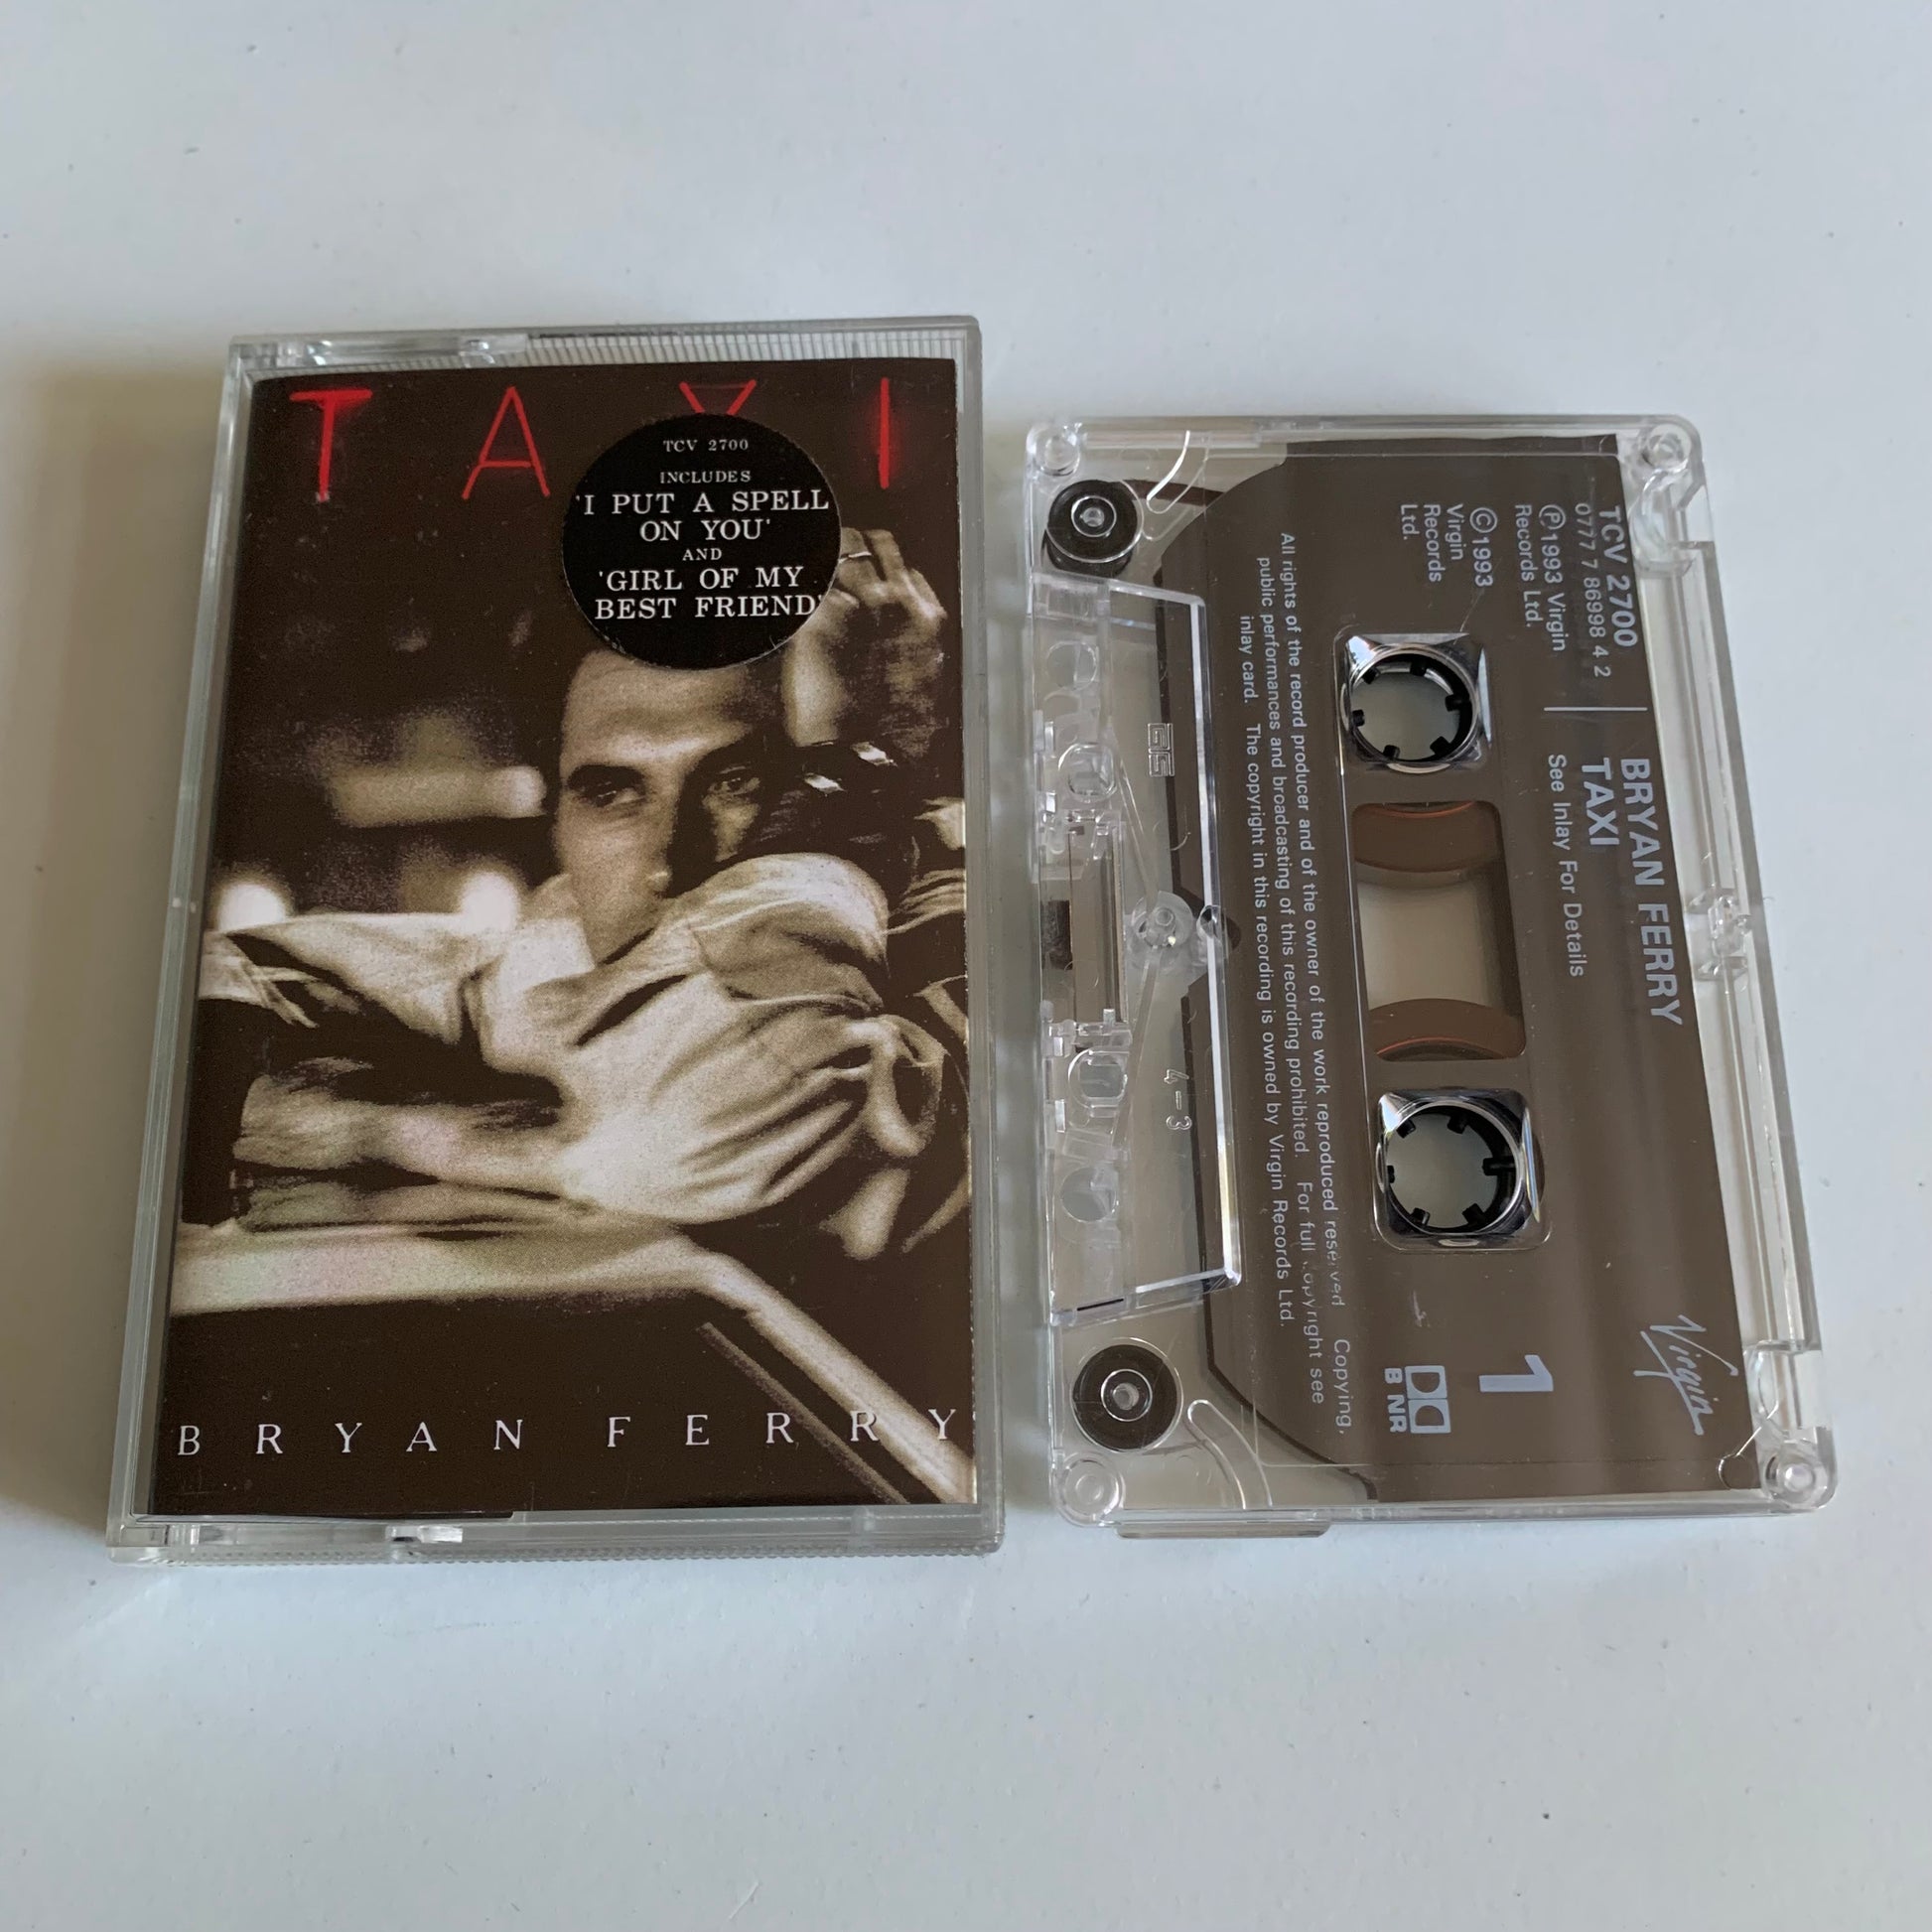 TAXI
TCV 2700
INCLUDES
'I PUT A SPELL
ON YOU'
AND
'GIRL OF MY
BEST FRIEND'
BRYAN FERRY
TCV 2700
0777 7 86998 4 2
Ⓟ1993 Virgin
Records Ltd.
©1993
Virgin
Records
Ltd.
BRYAN FERRY
TAXI
See Inlay For Details
Virgin
1
B NR
All rights of the record producer and of the owner of the work reproduced reserved Copying,
public performances and broadcasting of this recording prohibited. For full copyright see
inlay card. The copyright in this recording is owned by Virgin Records Ltd.
4-3